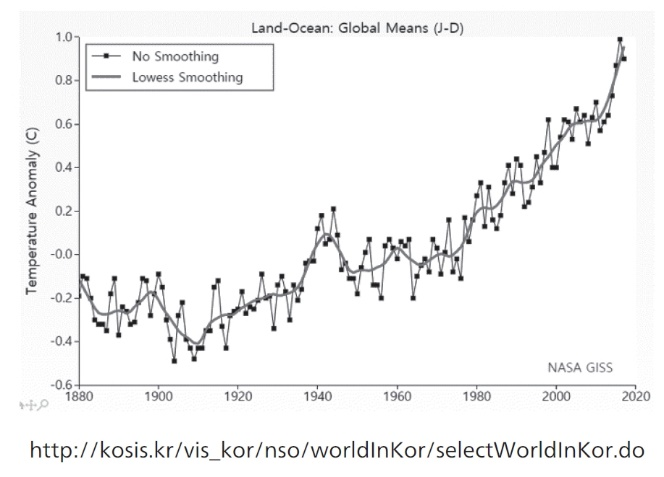 Land-Ocean: Global Means (J-D)
No Smoothing
Lowess Smoothing
Temperature Anomaly (C)
1.0
0.8
0.6
0.4
0.2
-0.0
-0.2
-0.4
-0.6
NASA GISS
1880 1900 1920 1940 1960 1980 2000 2020
http://kosis.kr/vis_kor/nso/worldInKor/selectWorldInKor.do